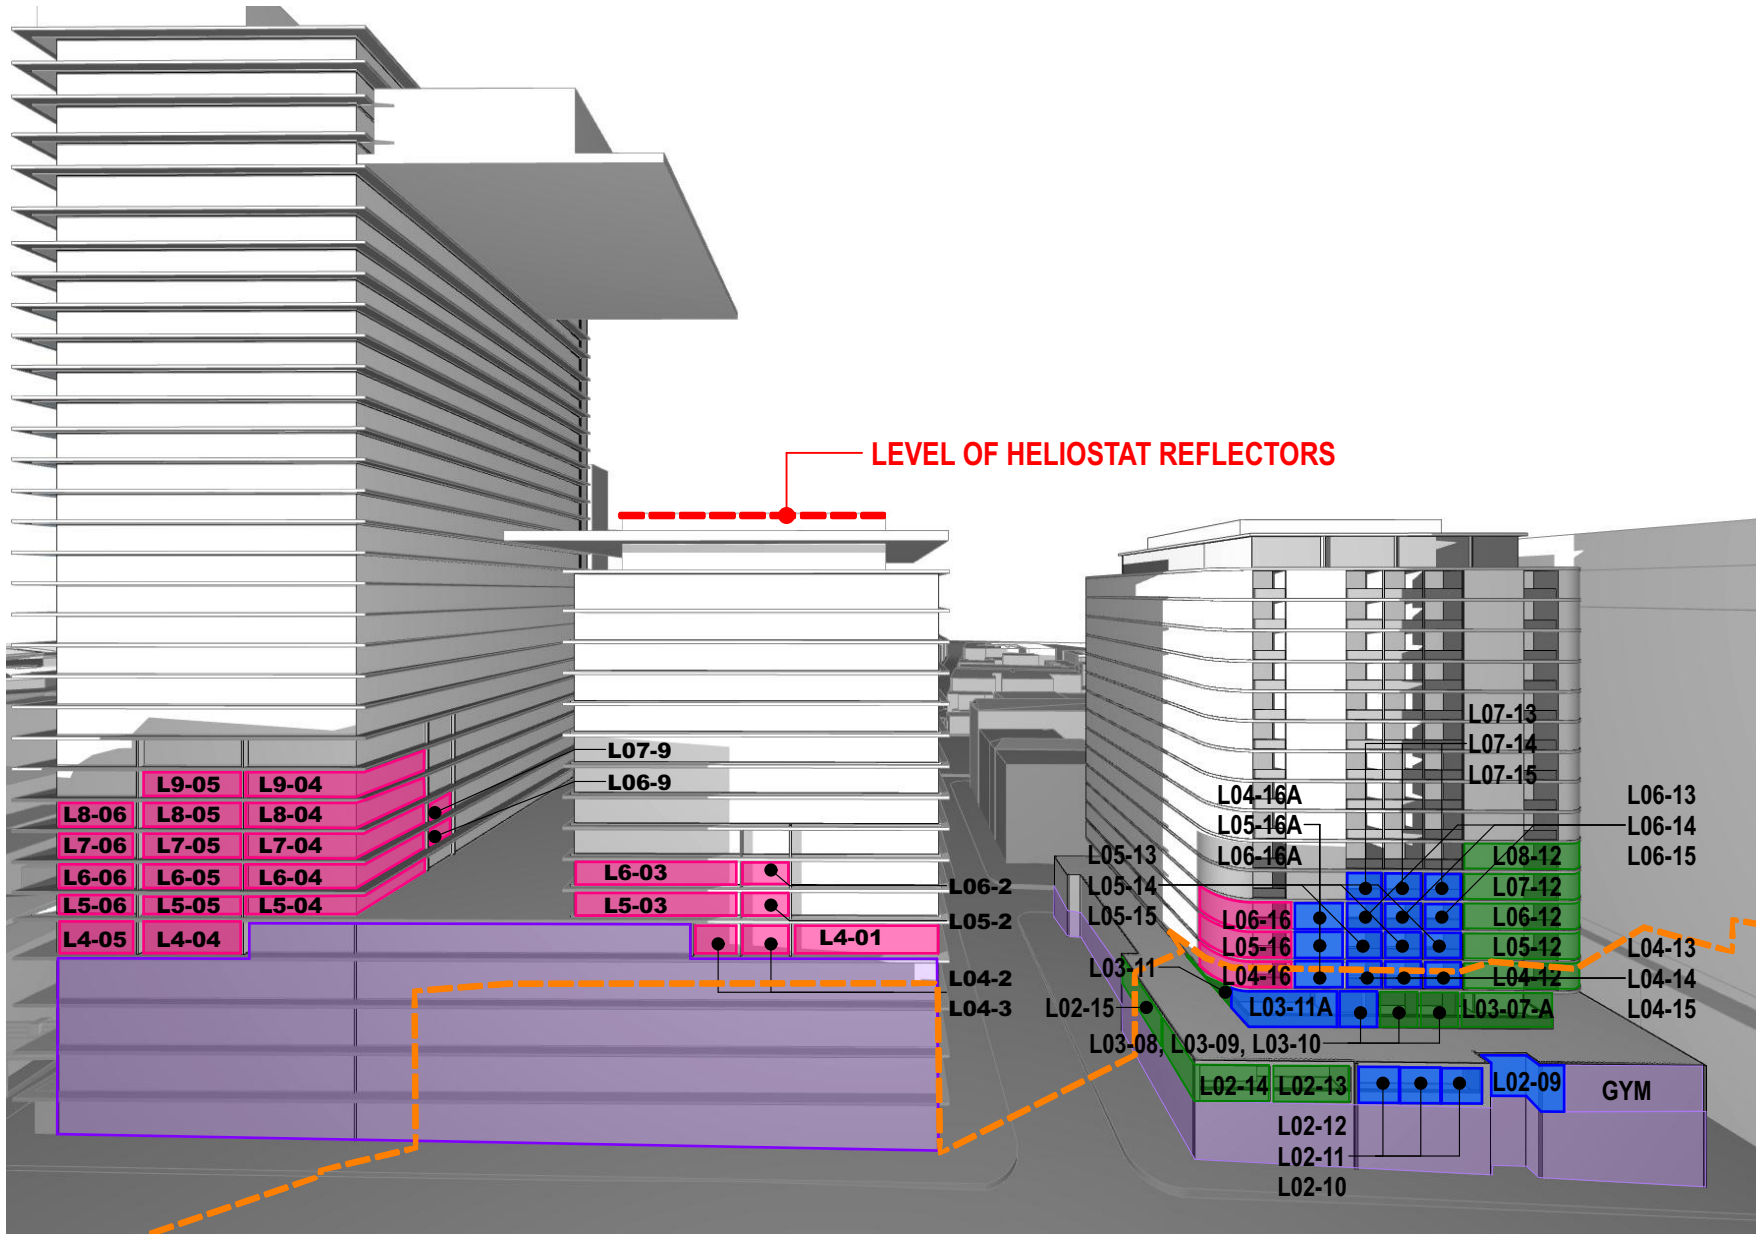 LEVEL OF HELIOSTAT REFLECTORS
L07-9
L06-9
L9-05 L9-04
L8-06 L8-05 L8-04
L7-06 L7-05 L7-04
L6-06 L6-05 L6-04
L5-06 L5-05 L5-04
L4-05 L4-04
L6-03
L5-03
L4-01
L06-2
L05-2
L04-2
L04-3
L07-13
L07-14
L07-15
L04-16A
L05-16A
L06-16A
L06-13
L06-14
L06-15
L05-13
L05-14
L05-15
L08-12
L07-12
L06-16 L06-12
L05-16 L05-12
L04-16 L04-12
L04-13
L04-14
L04-15
L03-11
L02-15
L03-11A L03-07-A
L03-08, L03-09, L03-10
L02-14 L02-13 L02-09 GYM
L02-12
L02-11
L02-10